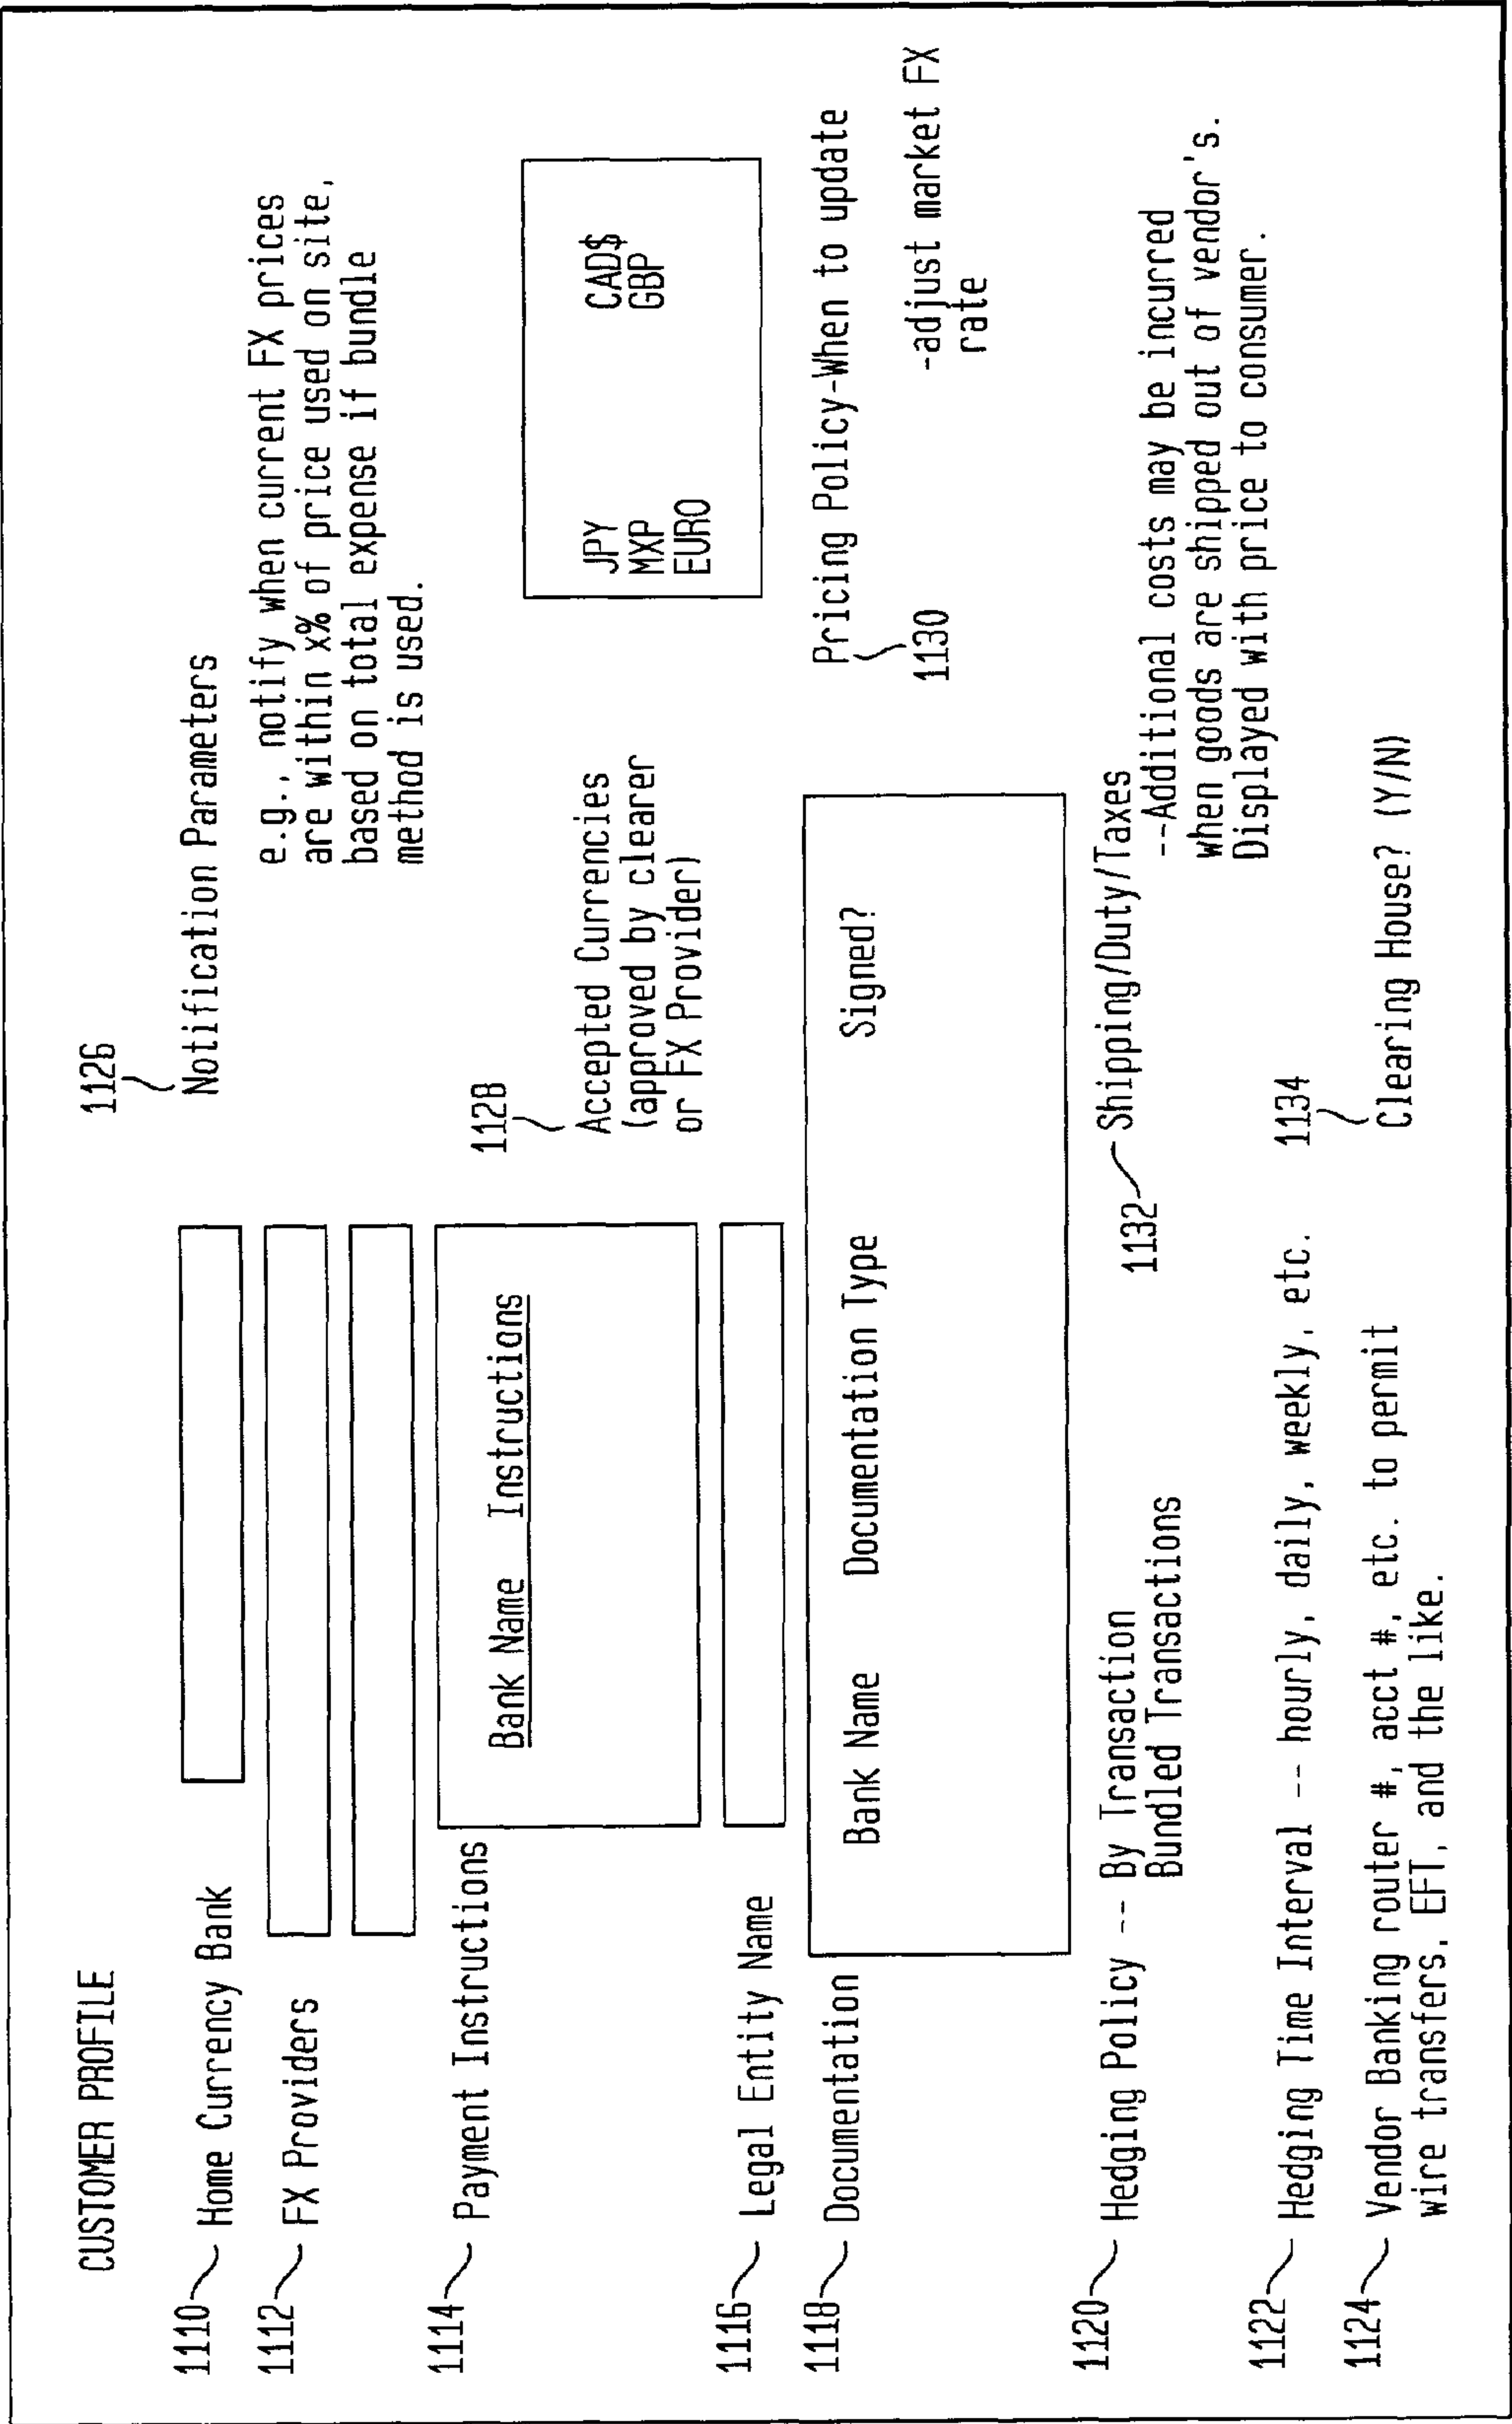 CUSTOMER PROFILE
1110 Home Currency Bank
1112 FX Providers
1114 Payment Instructions
Bank Name Instructions
1116 Legal Entity Name
1118 Documentation
Bank Name Documentation Type Signed?
1120 Hedging Policy -- By Transaction
Bundled Transactions
1122 Hedging Time Interval -- hourly, daily, weekly, etc.
1124 Vendor Banking router #, acct #, etc. to permit
wire transfers, EFT, and the like.
1126
Notification Parameters
e.g., notify when current FX prices
are within x% of price used on site,
based on total expense if bundle
method is used.
1128
Accepted Currencies
(approved by clearer
or FX Provider)
JPY CAD$
MXP GBP
EURO
Pricing Policy-When to update
1130
-adjust market FX
rate
1132 Shipping/Duty/Taxes
--Additional costs may be incurred
when goods are shipped out of vendor's.
Displayed with price to consumer.
1134
Clearing House? (Y/N)